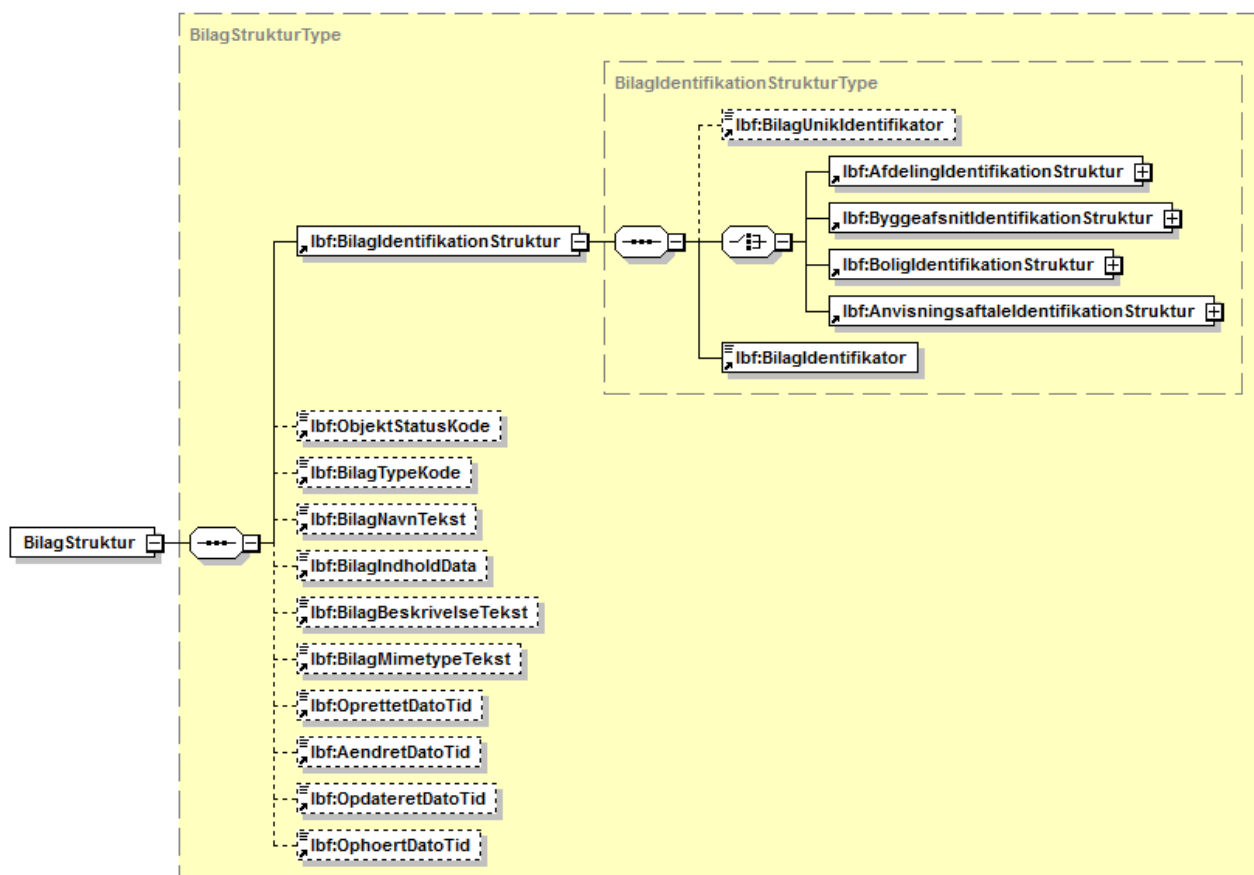 BilagStrukturType
BilagIdentifikationStrukturType
lbf:BilagUnikIdentifikator
lbf:AfdelingIdentifikationStruktur
lbf:ByggeafsnitIdentifikationStruktur
lbf:BilagIdentifikationStruktur
lbf:BoligIdentifikationStruktur
lbf:AnvisningsaftaleIdentifikationStruktur
lbf:BilagIdentifikator
lbf:ObjektStatusKode
lbf:BilagTypeKode
lbf:BilagNavnTekst
BilagStruktur
lbf:BilagIndholdData
lbf:BilagBeskrivelseTekst
lbf:BilagMimetypeTekst
lbf:OprettetDatoTid
lbf:AendretDatoTid
lbf:OpdateretDatoTid
lbf:OphoertDatoTid